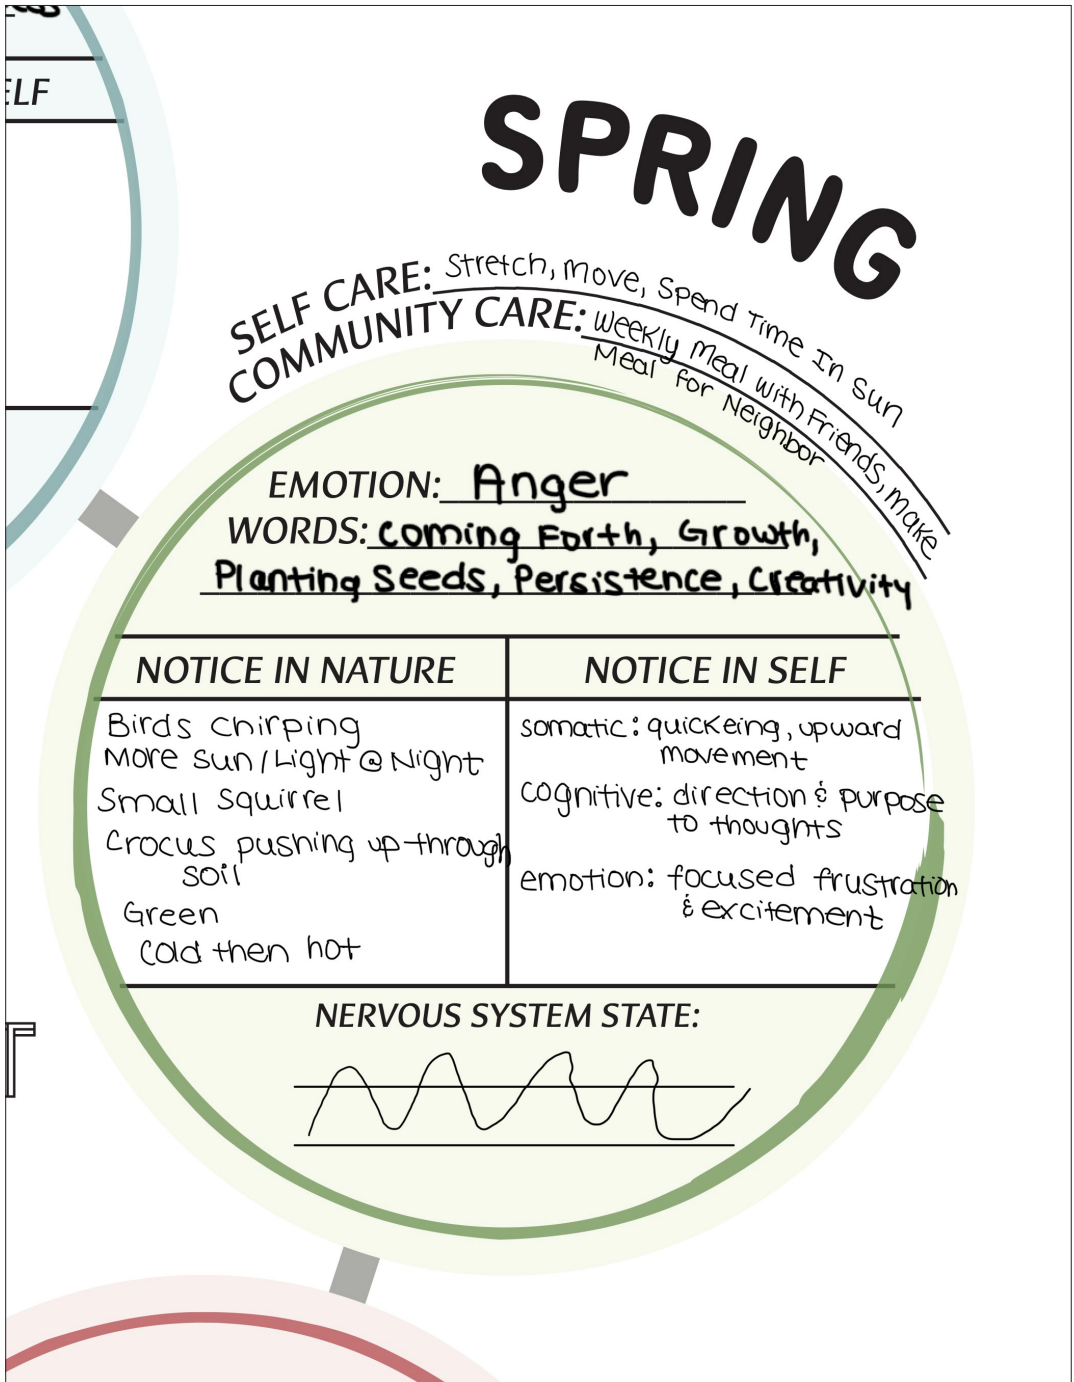 ELF
SPRING
SELF CARE: Stretch, move, Spend Time In Sun
COMMUNITY CARE: Weekly Meal with Friends, make
Meal for Neighbor
EMOTION: Anger
WORDS: Coming Forth, Growth,
Planting Seeds, Persistence, Creativity
NOTICE IN NATURE
Birds chirping
More sun/Light @ Night
Small squirrel
Crocus pushing up through
soil
Green
Cold then hot
NOTICE IN SELF
somatic: quickeing, upward
movement
cognitive: direction & purpose
to thoughts
emotion: focused frustration
& excitement
NERVOUS SYSTEM STATE:
T